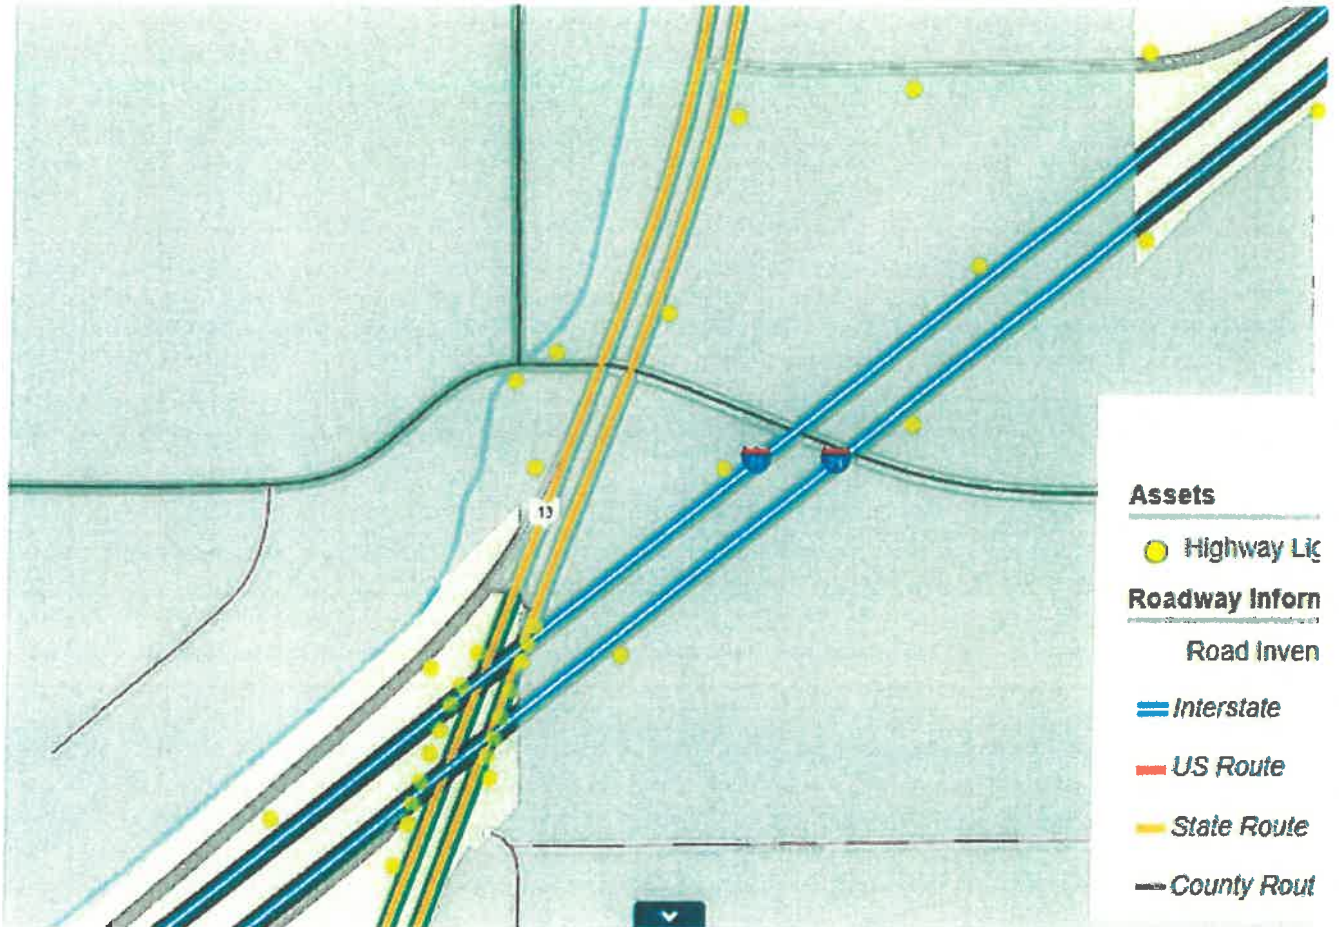 13
Assets
Highway Lig
Roadway Inforn
Road Inven
Interstate
US Route
State Route
County Rout